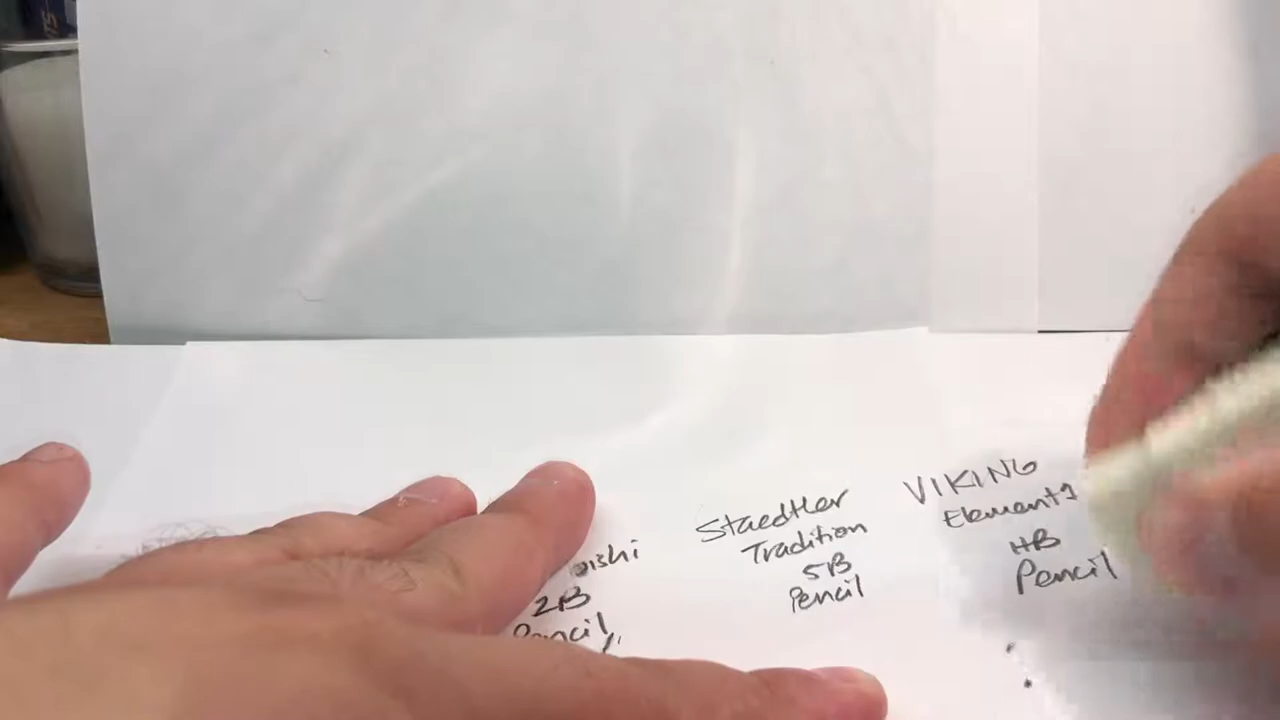 2B
Pencil
Staedtler
Tradition
5B
Pencil
VIKING
Element1
HB
Pencil